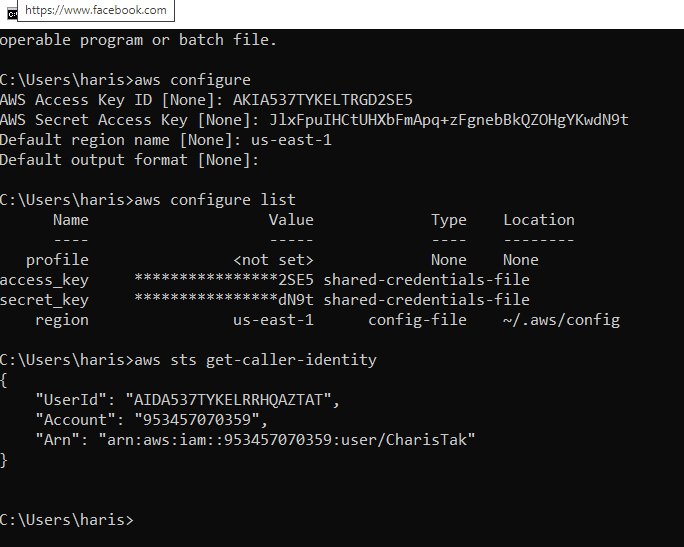 https://www.facebook.com
operable program or batch file.
C:\Users\haris>aws configure
AWS Access Key ID [None]: AKIA537TYKELTRGD2SE5
AWS Secret Access Key [None]: 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
Default region name [None]: us-east-1
Default output format [None]:
C:\Users\haris>aws configure list
Name Value Type Location
---- ----- ---- --------
profile <not set> None None
access_key ****************2SE5 shared-credentials-file
secret_key ****************dN9t shared-credentials-file
region us-east-1 config-file ~/.aws/config
C:\Users\haris>aws sts get-caller-identity
{
"UserId": "AIDA537TYKELRRHQAZTAT",
"Account": "953457070359",
"Arn": "arn:aws:iam::953457070359:user/CharisTak"
}
C:\Users\haris>